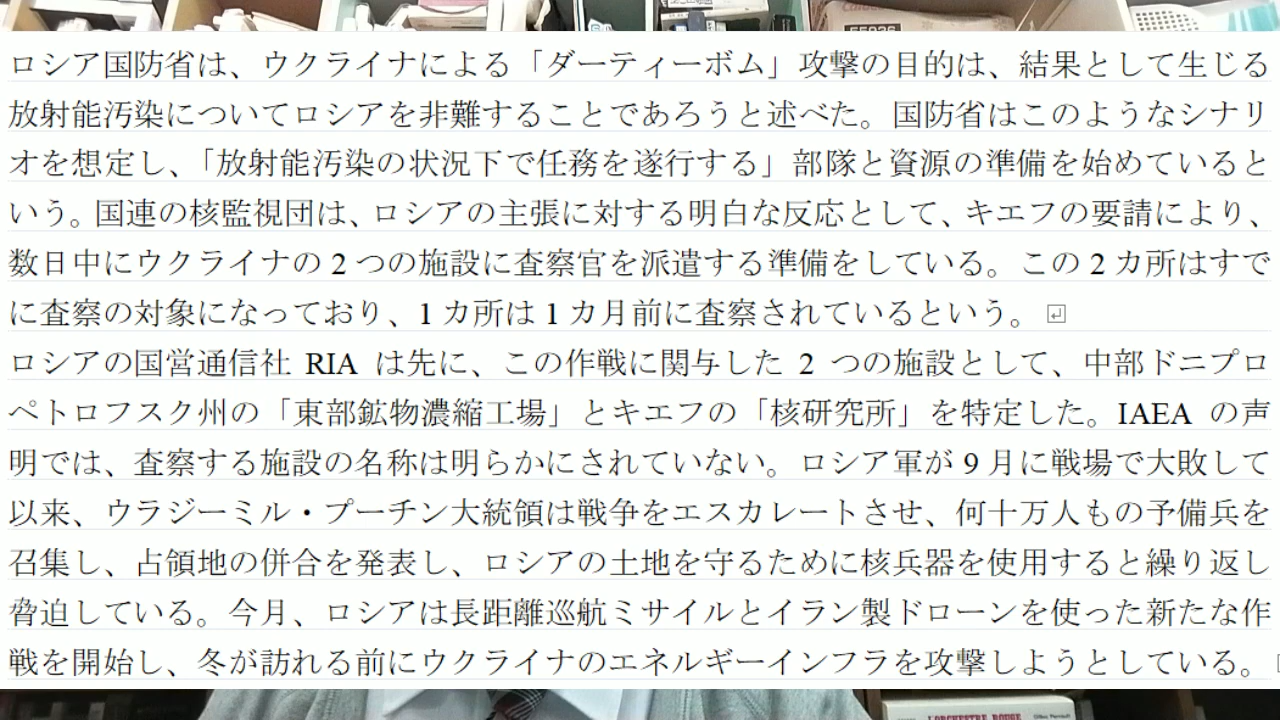 ロシア国防省は、ウクライナによる「ダーティーボム」攻撃の目的は、結果として生じる
放射能汚染についてロシアを非難することであろうと述べた。国防省はこのようなシナリ
オを想定し、「放射能汚染の状況下で任務を遂行する」部隊と資源の準備を始めていると
いう。国連の核監視団は、ロシアの主張に対する明白な反応として、キエフの要請により、
数日中にウクライナの2つの施設に査察官を派遣する準備をしている。この2カ所はすで
に査察の対象になっており、1カ所は1カ月前に査察されているという。
ロシアの国営通信社 RIA は先に、この作戦に関与した 2 つの施設として、中部ドニプロ
ペトロフスク州の「東部鉱物濃縮工場」とキエフの「核研究所」を特定した。IAEA の声
明では、査察する施設の名称は明らかにされていない。ロシア軍が9月に戦場で大敗して
以来、ウラジーミル・プーチン大統領は戦争をエスカレートさせ、何十万人もの予備兵を
召集し、占領地の併合を発表し、ロシアの土地を守るために核兵器を使用すると繰り返し
脅迫している。今月、ロシアは長距離巡航ミサイルとイラン製ドローンを使った新たな作
戦を開始し、冬が訪れる前にウクライナのエネルギーインフラを攻撃しようとしている。
L'ORCHESTRE ROUGE